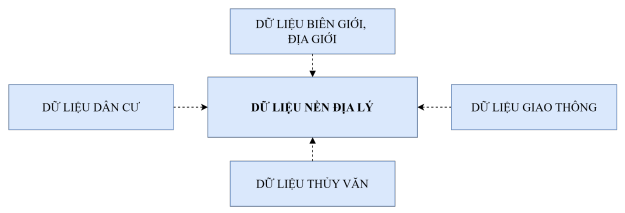 DỮ LIỆU BIÊN GIỚI,
ĐỊA GIỚI
DỮ LIỆU DÂN CƯ
DỮ LIỆU NỀN ĐỊA LÝ
DỮ LIỆU GIAO THÔNG
DỮ LIỆU THỦY VĂN